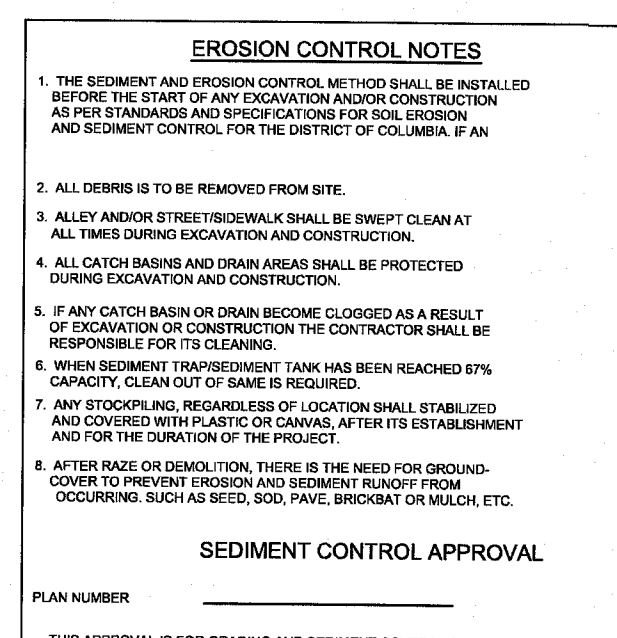 EROSION CONTROL NOTES
1. THE SEDIMENT AND EROSION CONTROL METHOD SHALL BE INSTALLED
BEFORE THE START OF ANY EXCAVATION AND/OR CONSTRUCTION
AS PER STANDARDS AND SPECIFICATIONS FOR SOIL EROSION
AND SEDIMENT CONTROL FOR THE DISTRICT OF COLUMBIA. IF AN
2. ALL DEBRIS IS TO BE REMOVED FROM SITE.
3. ALLEY AND/OR STREET/SIDEWALK SHALL BE SWEPT CLEAN AT
ALL TIMES DURING EXCAVATION AND CONSTRUCTION.
4. ALL CATCH BASINS AND DRAIN AREAS SHALL BE PROTECTED
DURING EXCAVATION AND CONSTRUCTION.
5. IF ANY CATCH BASIN OR DRAIN BECOME CLOGGED AS A RESULT
OF EXCAVATION OR CONSTRUCTION THE CONTRACTOR SHALL BE
RESPONSIBLE FOR ITS CLEANING.
6. WHEN SEDIMENT TRAP/SEDIMENT TANK HAS BEEN REACHED 67%
CAPACITY, CLEAN OUT OF SAME IS REQUIRED.
7. ANY STOCKPILING, REGARDLESS OF LOCATION SHALL STABILIZED
AND COVERED WITH PLASTIC OR CANVAS, AFTER ITS ESTABLISHMENT
AND FOR THE DURATION OF THE PROJECT.
8. AFTER RAZE OR DEMOLITION, THERE IS THE NEED FOR GROUND-
COVER TO PREVENT EROSION AND SEDIMENT RUNOFF FROM
OCCURRING. SUCH AS SEED, SOD, PAVE, BRICKBAT OR MULCH, ETC.
SEDIMENT CONTROL APPROVAL
PLAN NUMBER
THIS APPROVAL IS FOR GRADING AND SEDIMENT